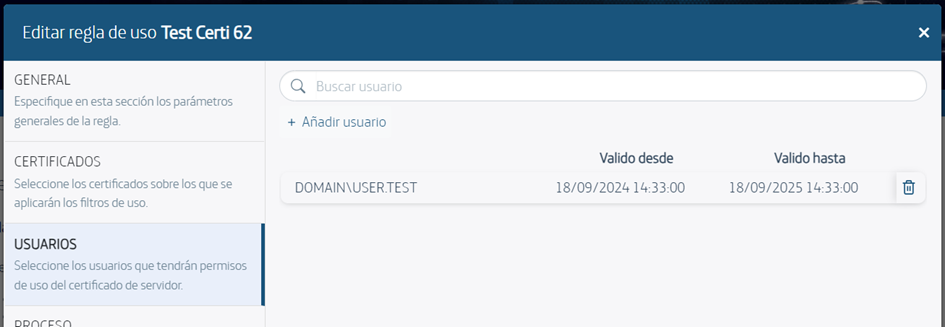 Editar regla de uso Test Certi 62
×
GENERAL
Especifique en esta sección los parámetros
generales de la regla.
CERTIFICADOS
Seleccione los certificados sobre los que se
aplicarán los filtros de uso.
USUARIOS
Seleccione los usuarios que tendrán permisos
de uso del certificado de servidor.
PROCESO
Buscar usuario
+ Añadir usuario
Valido desde Valido hasta
DOMAIN\USER.TEST 18/09/2024 14:33:00 18/09/2025 14:33:00